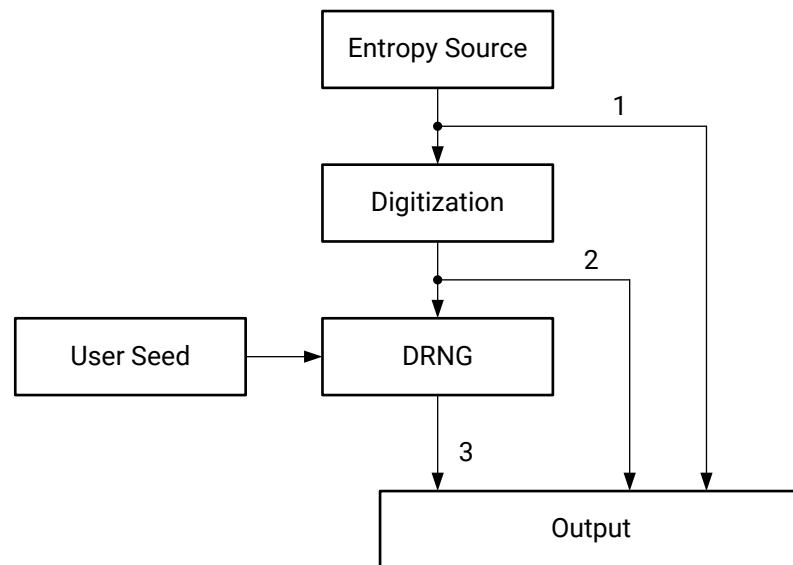 Entropy Source
1
Digitization
2
User Seed
DRNG
3
Output